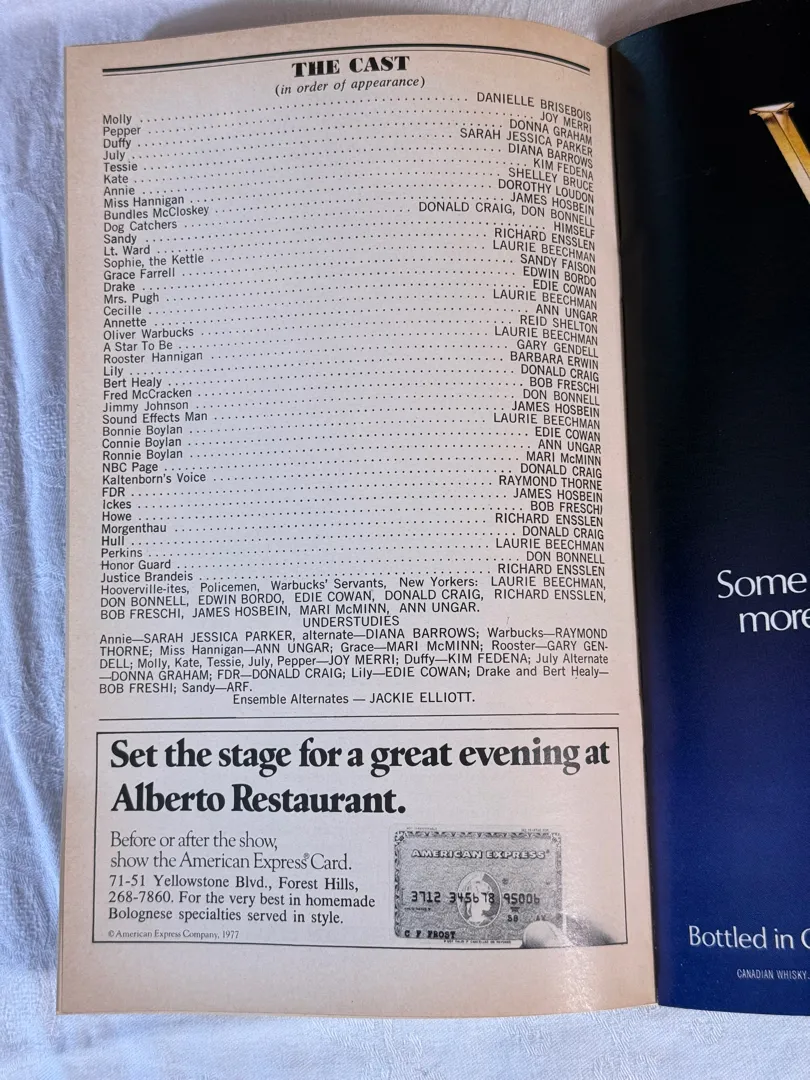 THE CAST
(in order of appearance)
Molly ........ DANIELLE BRISEBOIS
Pepper ........ JOY MERRI
Duffy ........ DONNA GRAHAM
July ........ SARAH JESSICA PARKER
Tessie ........ DIANA BARROWS
Kate ........ KIM FEDENA
Annie ........ SHELLEY BRUCE
Miss Hannigan ........ DOROTHY LOUDON
Bundles McCloskey ........ JAMES HOSBEIN
Dog Catchers ........ DONALD CRAIG, DON BONNELL
Sandy ........ HIMSELF
Lt. Ward ........ RICHARD ENSSLEN
Sophie, the Kettle ........ LAURIE BEECHMAN
Grace Farrell ........ SANDY FAISON
Drake ........ EDWIN BORDO
Mrs. Pugh ........ EDIE COWAN
Cecille ........ LAURIE BEECHMAN
Annette ........ ANN UNGAR
Oliver Warbucks ........ REID SHELTON
A Star To Be ........ LAURIE BEECHMAN
Rooster Hannigan ........ GARY GENDELL
Lily ........ BARBARA ERWIN
Bert Healy ........ DONALD CRAIG
Fred McCracken ........ BOB FRESCHI
Jimmy Johnson ........ DON BONNELL
Sound Effects Man ........ JAMES HOSBEIN
Bonnie Boylan ........ LAURIE BEECHMAN
Connie Boylan ........ EDIE COWAN
Ronnie Boylan ........ ANN UNGAR
NBC Page ........ MARI McMINN
Kaltenborn's Voice ........ DONALD CRAIG
FDR ........ RAYMOND THORNE
Ickes ........ JAMES HOSBEIN
Howe ........ BOB FRESCHI
Morgenthau ........ RICHARD ENSSLEN
Hull ........ DONALD CRAIG
Perkins ........ LAURIE BEECHMAN
Honor Guard ........ DON BONNELL
Justice Brandeis ........ RICHARD ENSSLEN
Hooverville-ites, Policemen, Warbucks' Servants, New Yorkers: LAURIE BEECHMAN,
DON BONNELL, EDWIN BORDO, EDIE COWAN, DONALD CRAIG, RICHARD ENSSLEN,
BOB FRESCHI, JAMES HOSBEIN, MARI McMINN, ANN UNGAR.
UNDERSTUDIES
Annie—SARAH JESSICA PARKER, alternate—DIANA BARROWS; Warbucks—RAYMOND
THORNE; Miss Hannigan—ANN UNGAR; Grace—MARI McMINN; Rooster—GARY GEN-
DELL; Molly, Kate, Tessie, July, Pepper—JOY MERRI; Duffy—KIM FEDENA; July Alternate
—DONNA GRAHAM; FDR—DONALD CRAIG; Lily—EDIE COWAN; Drake and Bert Healy—
BOB FRESHI; Sandy—ARF.
Ensemble Alternates — JACKIE ELLIOTT.
Set the stage for a great evening at
Alberto Restaurant.
Before or after the show,
show the American Express® Card.
71-51 Yellowstone Blvd., Forest Hills,
268-7860. For the very best in homemade
Bolognese specialties served in style.
© American Express Company, 1977
AMERICAN EXPRESS®
3712 345678 95006
C F FROST
Some
more
Bottled in
CANADIAN WHISKY